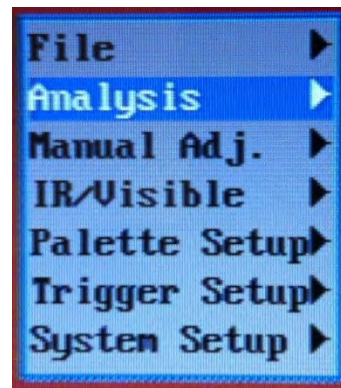 File
Analysis
Manual Adj.
IR/Visible
Palette Setup
Trigger Setup
System Setup